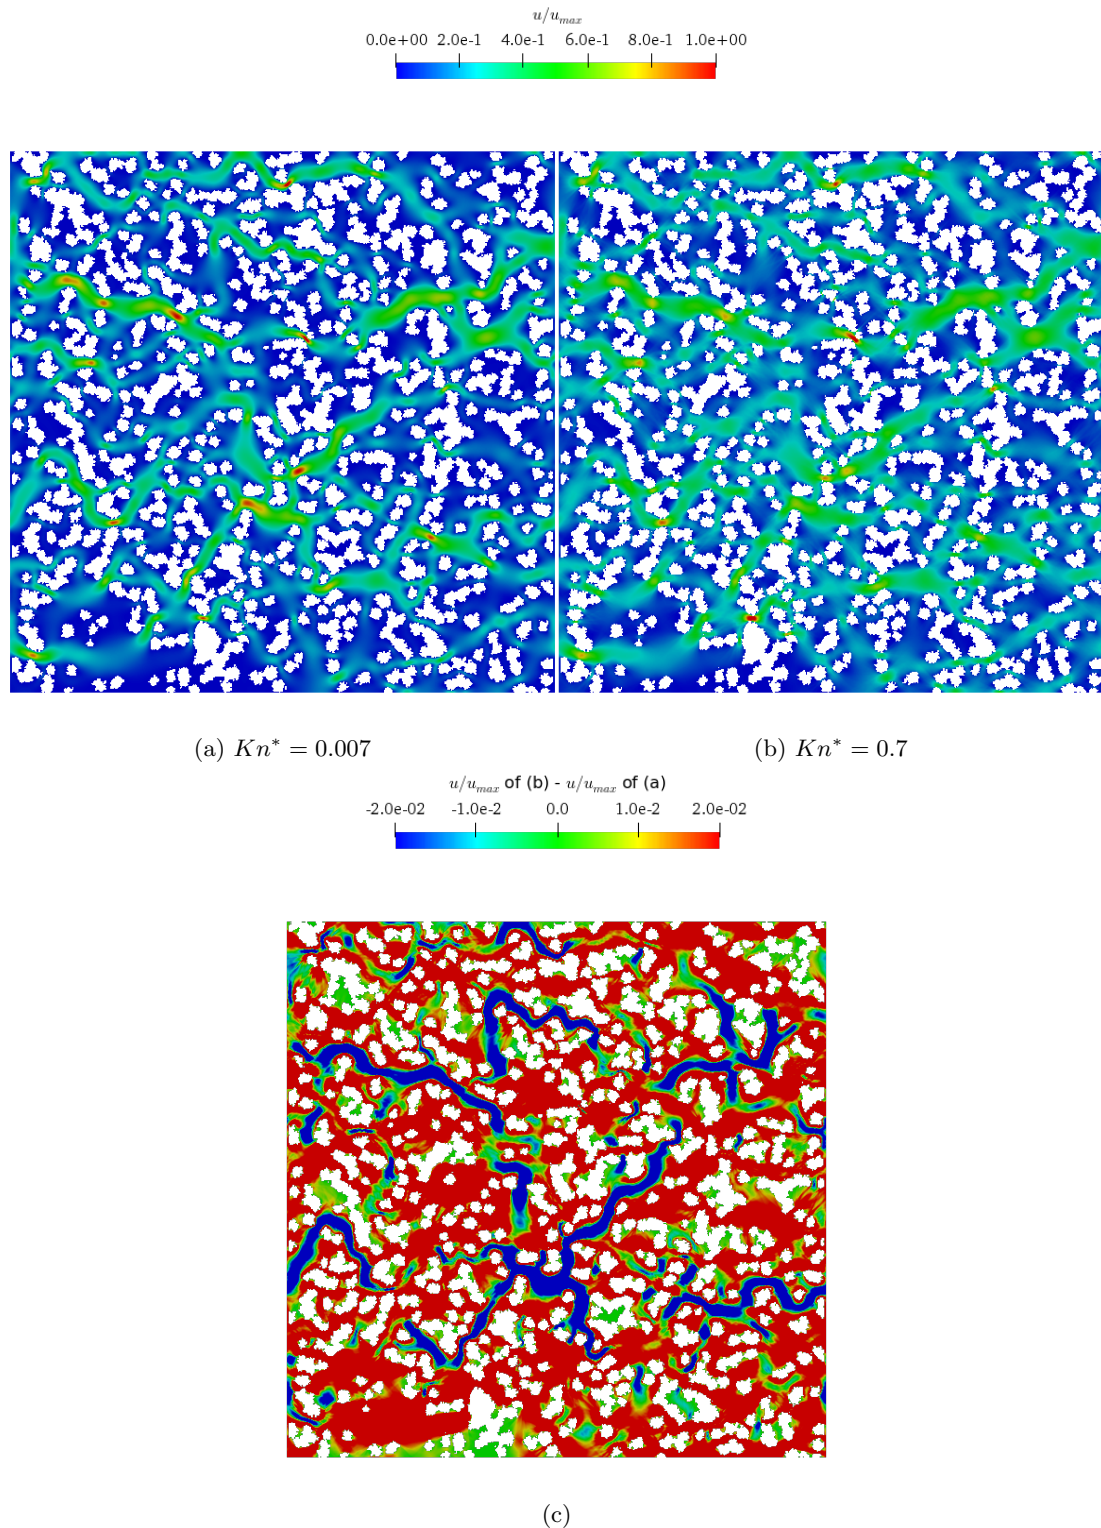 u/u_max
0.0e+00 2.0e-1 4.0e-1 6.0e-1 8.0e-1 1.0e+00
(a) Kn* = 0.007
(b) Kn* = 0.7
u/u_max of (b) - u/u_max of (a)
-2.0e-02 -1.0e-2 0.0 1.0e-2 2.0e-02
(c)